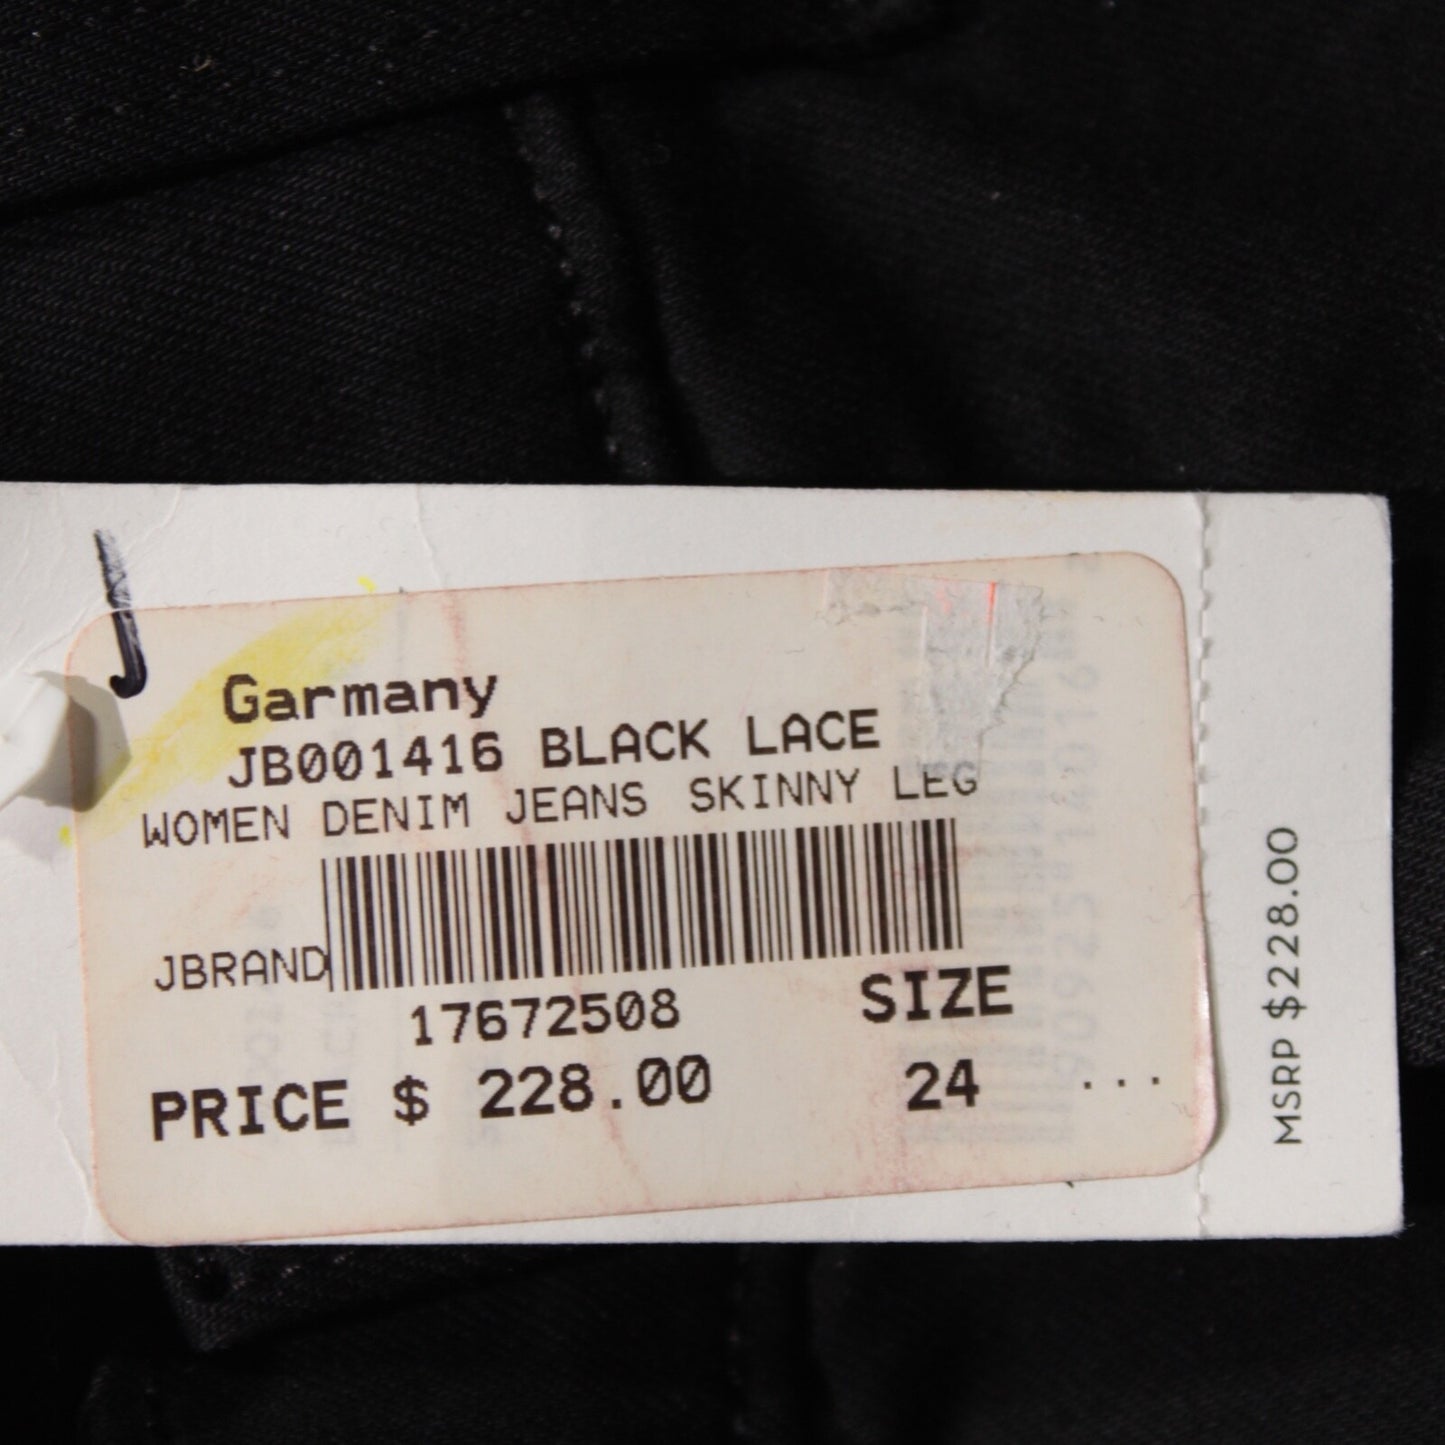 J
Garmany
JB001416 BLACK LACE
WOMEN DENIM JEANS SKINNY LEG
JBRAND
17672508
SIZE
PRICE $ 228.00
24 ...
MSRP $228.00